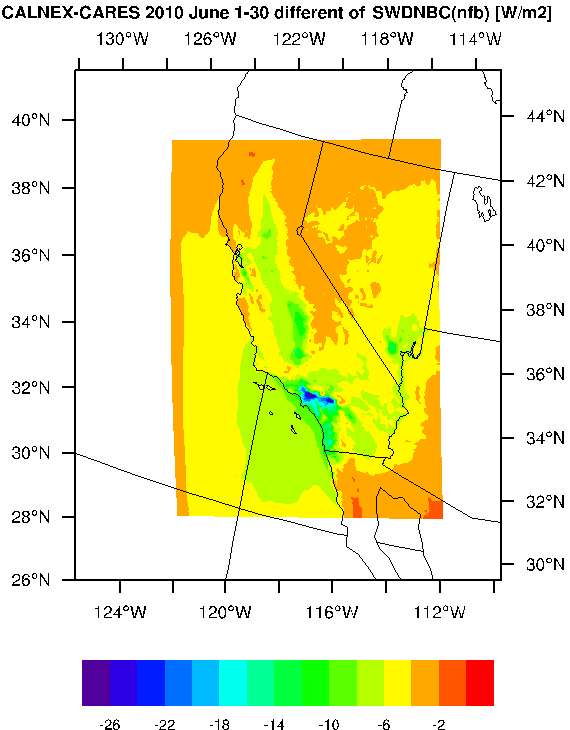 CALNEX-CARES 2010 June 1-30 different of SWDNBC(nfb) [W/m2]
130°W 126°W 122°W 118°W 114°W
40°N 44°N
38°N 42°N
36°N 40°N
34°N 38°N
32°N 36°N
30°N 34°N
28°N 32°N
26°N 30°N
124°W 120°W 116°W 112°W
-26 -22 -18 -14 -10 -6 -2